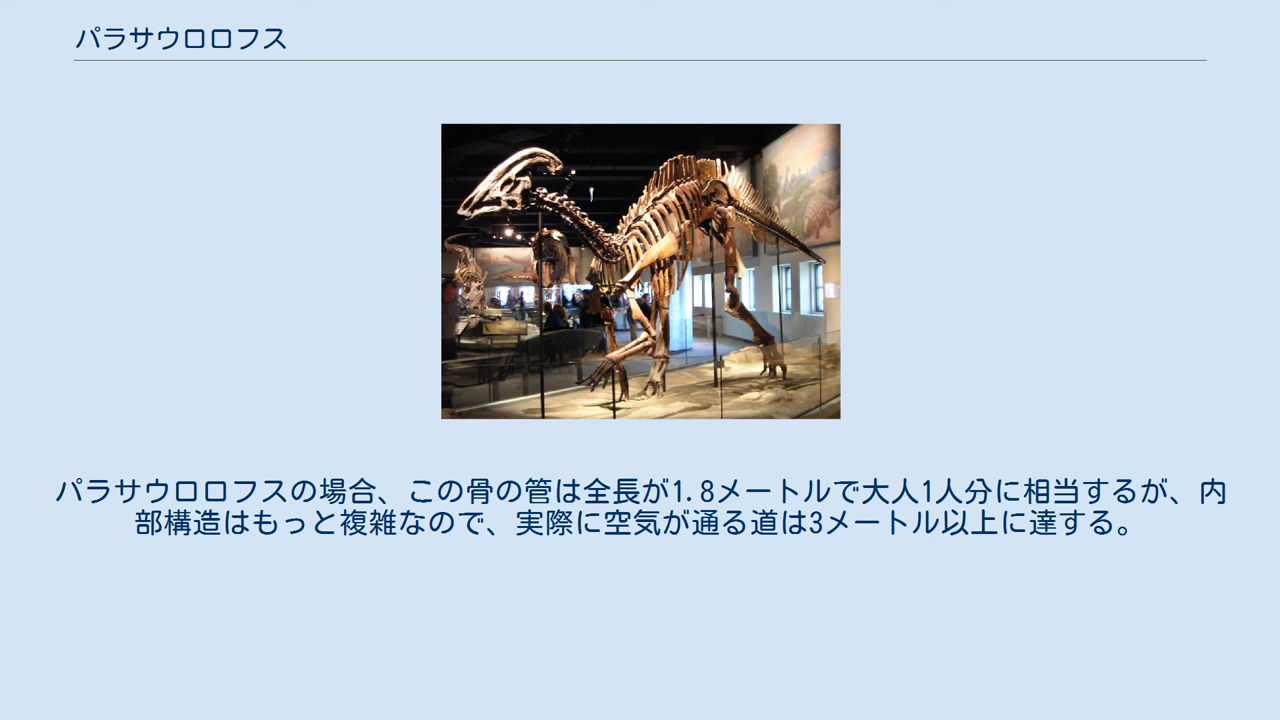 パラサウロロフス
パラサウロロフスの場合、この骨の管は全長が1.8メートルで大人1人分に相当するが、内
部構造はもっと複雑なので、実際に空気が通る道は3メートル以上に達する。